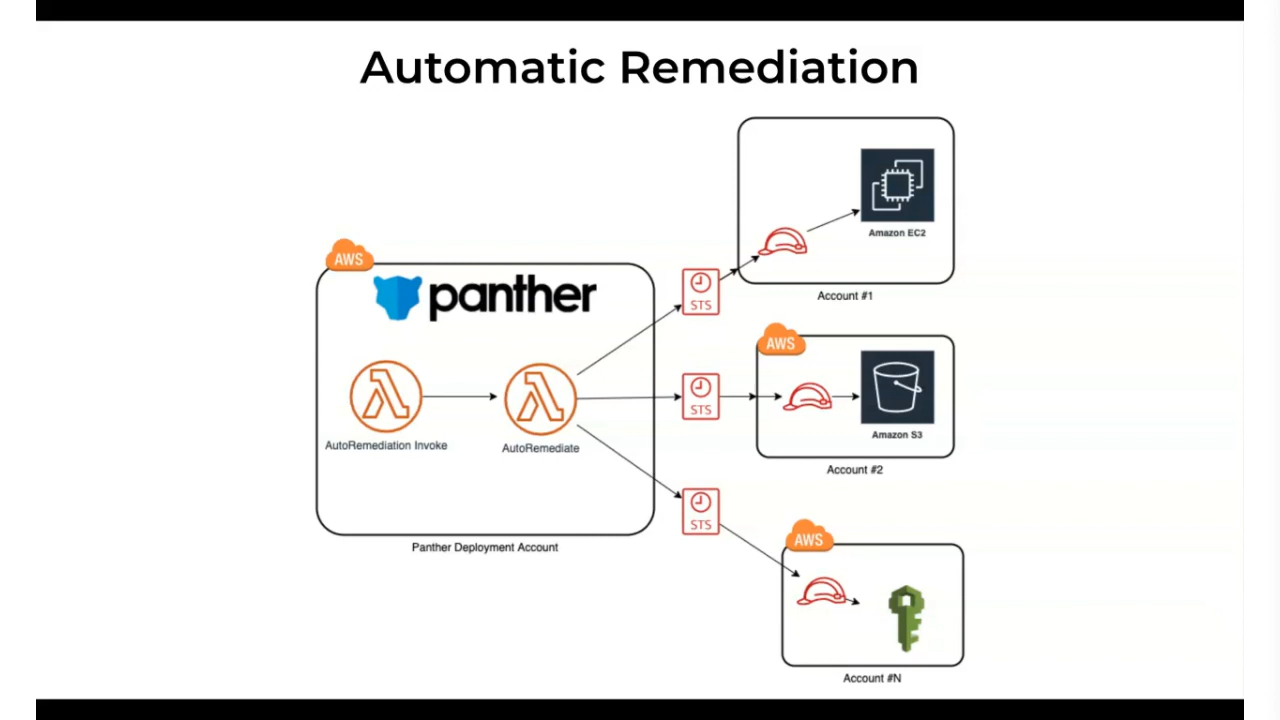 Automatic Remediation
Amazon EC2
Account #1
AWS
panther
STS
AutoRemediation Invoke
AutoRemediate
Panther Deployment Account
STS
AWS
Amazon S3
Account #2
STS
AWS
Account #N